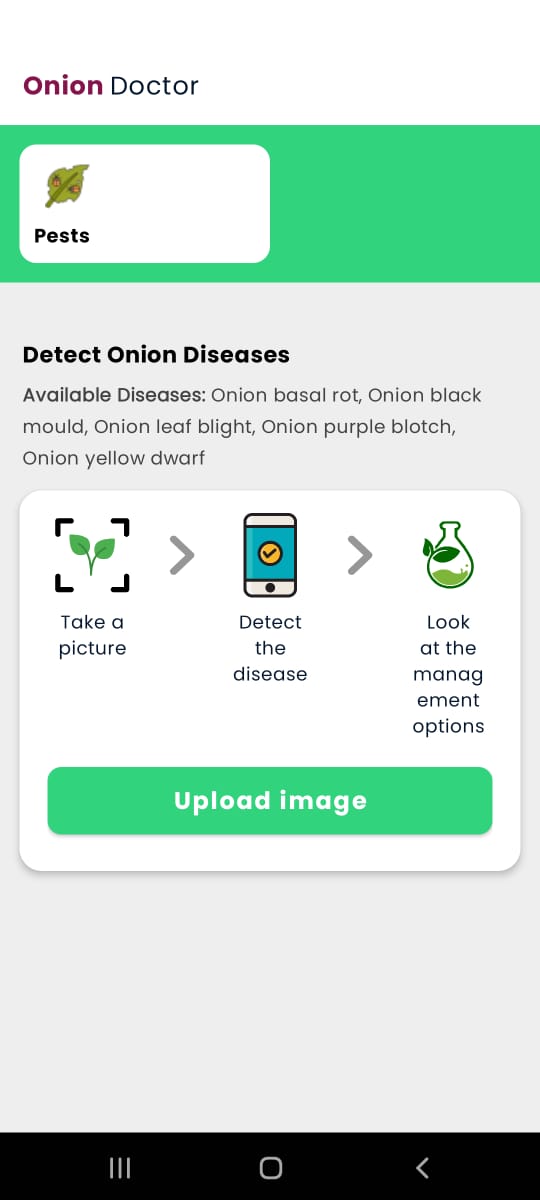 Onion Doctor
Pests
Detect Onion Diseases
Available Diseases: Onion basal rot, Onion black
mould, Onion leaf blight, Onion purple blotch,
Onion yellow dwarf
Take a
picture
Detect
the
disease
Look
at the
manag
ement
options
Upload image